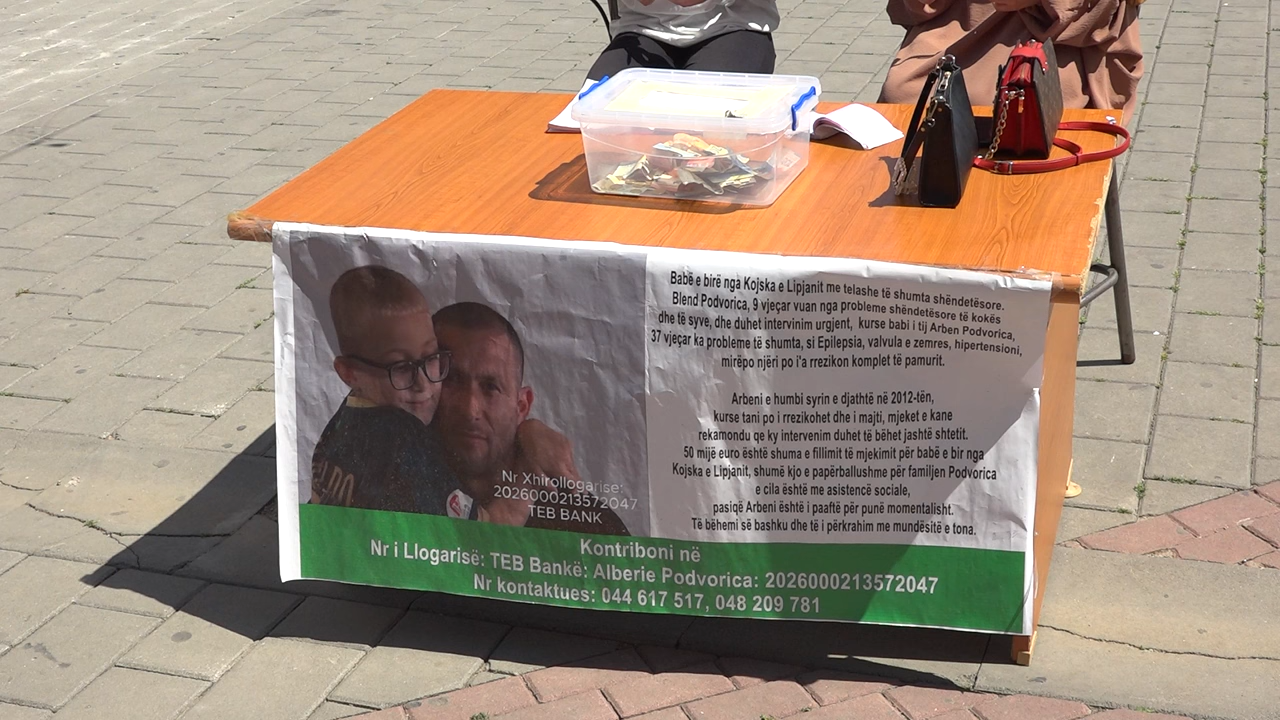 Babë e birë nga Kojska e Lipjanit me telashe të shumta shëndetësore.
Blend Podvorica, 9 vjeçar vuan nga probleme shëndetësore të kokës
dhe të syve, dhe duhet intervinim urgjent, kurse babi i tij Arben Podvorica,
37 vjeçar ka probleme të shumta, si Epilepsia, valvula e zemres, hipertensioni,
mirëpo njëri po i'a rrezikon komplet të pamurit.
Arbeni e humbi syrin e djathtë në 2012-tën,
kurse tani po i rrezikohet dhe i majti, mjeket e kane
rekamondu qe ky intervenim duhet të bëhet jashtë shtetit.
50 mijë euro është shuma e fillimit të mjekimit për babë e bir nga
Kojska e Lipjanit, shumë kjo e papërballushme për familjen Podvorica
e cila është me asistencë sociale,
pasiqë Arbeni është i paaftë për punë momentalisht.
Të bëhemi së bashku dhe të i përkrahim me mundësitë e tona.
Nr Xhirollogarise:
2026000213572047
TEB BANK
Kontriboni në
Nr i Llogarisë: TEB Bankë: Alberie Podvorica: 2026000213572047
Nr kontaktues: 044 617 517, 048 209 781